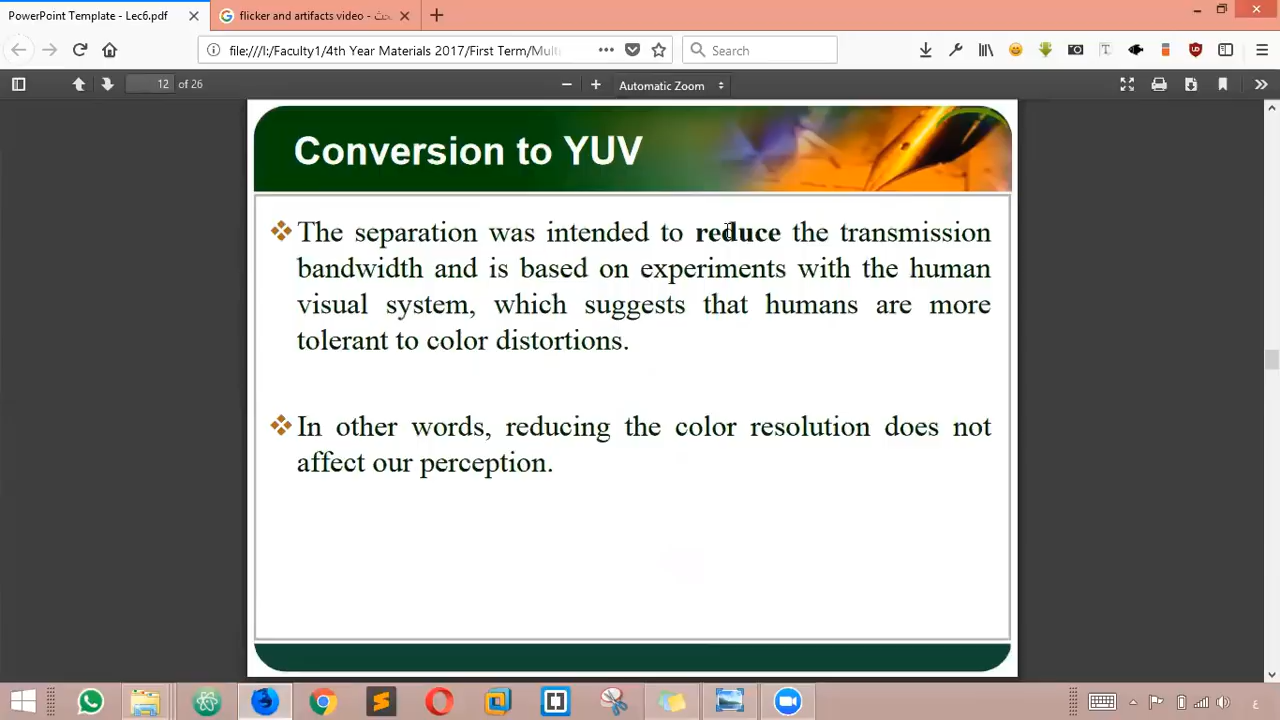 PowerPoint Template - Lec6.pdf
flicker and artifacts video - بحث
file:///I:/Faculty1/4th Year Materials 2017/First Term/Mult
Search
12 of 26
Automatic Zoom
Conversion to YUV
The separation was intended to reduce the transmission
bandwidth and is based on experiments with the human
visual system, which suggests that humans are more
tolerant to color distortions.
In other words, reducing the color resolution does not
affect our perception.
ع